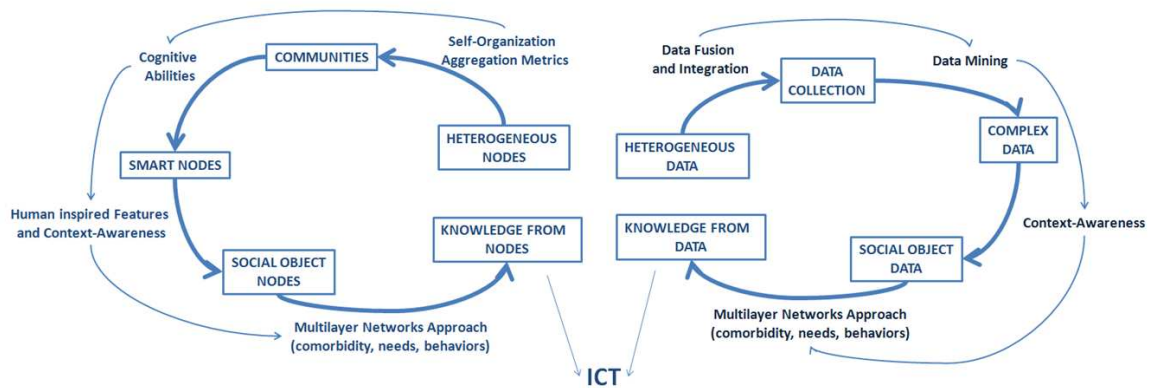 Self-Organization
Aggregation Metrics
COMMUNITIES
Cognitive
Abilities
HETEROGENEOUS
NODES
SMART NODES
Human inspired Features
and Context-Awareness
KNOWLEDGE FROM
NODES
SOCIAL OBJECT
NODES
Multilayer Networks Approach
(comorbidity, needs, behaviors)
Data Fusion
and Integration
DATA
COLLECTION
Data Mining
HETEROGENEOUS
DATA
COMPLEX
DATA
Context-Awareness
KNOWLEDGE FROM
DATA
SOCIAL OBJECT
DATA
Multilayer Networks Approach
(comorbidity, needs, behaviors)
ICT